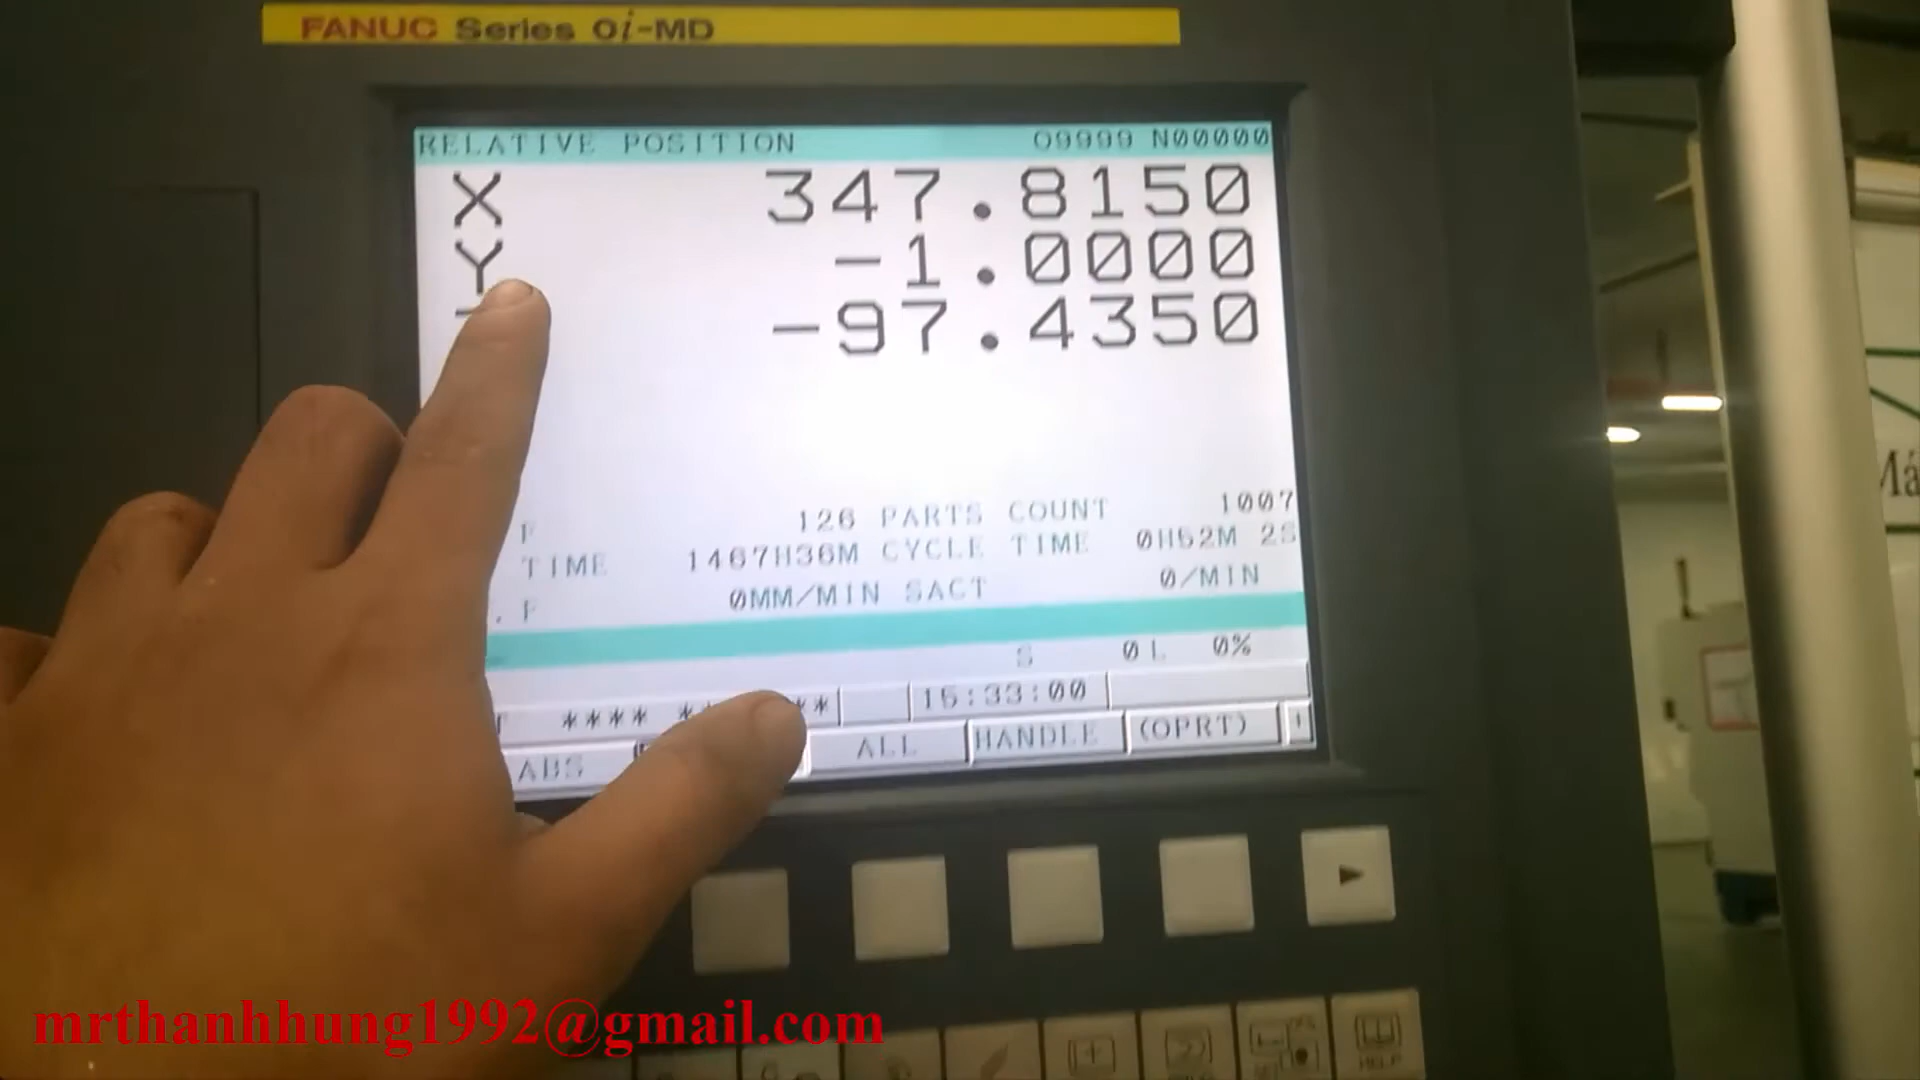 FANUC Series 0i-MD
RELATIVE POSITION O9999 N00000
X 347.8150
Y -1.0000
-97.4350
F 126 PARTS COUNT 1007
TIME 1467H36M CYCLE TIME 0H52M 2S
.F 0MM/MIN SACT 0/MIN
S 0 L 0%
**** 15:33:00
ABS ALL HANDLE (OPRT)
HELP
mrthanhhung1992@gmail.com